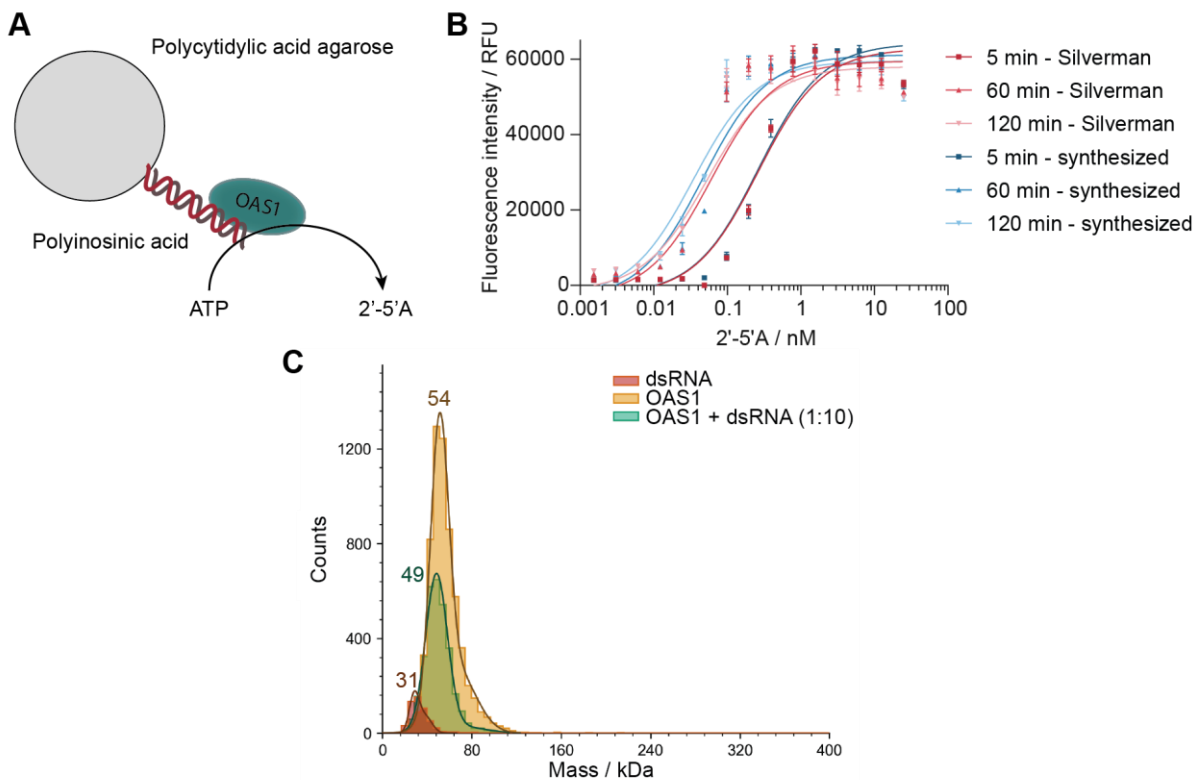 A
Polycytidylic acid agarose
OAS1
Polyinosinic acid
ATP
2'-5'A
B
Fluorescence intensity / RFU
60000
40000
20000
0
0.001
0.01
0.1
1
10
100
2'-5'A / nM
5 min - Silverman
60 min - Silverman
120 min - Silverman
5 min - synthesized
60 min - synthesized
120 min - synthesized
C
Counts
1200
800
400
0
54
49
31
dsRNA
OAS1
OAS1 + dsRNA (1:10)
0
80
160
240
320
400
Mass / kDa